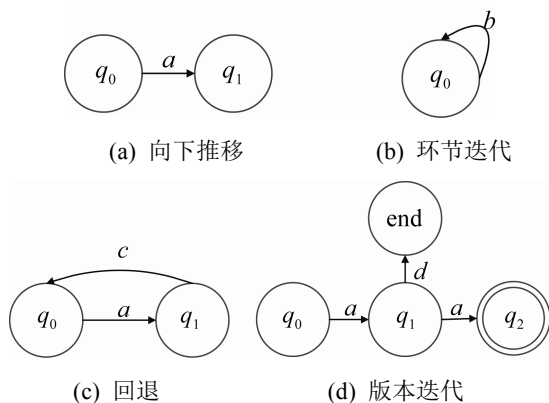 b
q0 a q1 q0
(a) 向下推移 (b) 环节迭代
end
c
d
q0 a q1 q0 a q1 a q2
(c) 回退 (d) 版本迭代